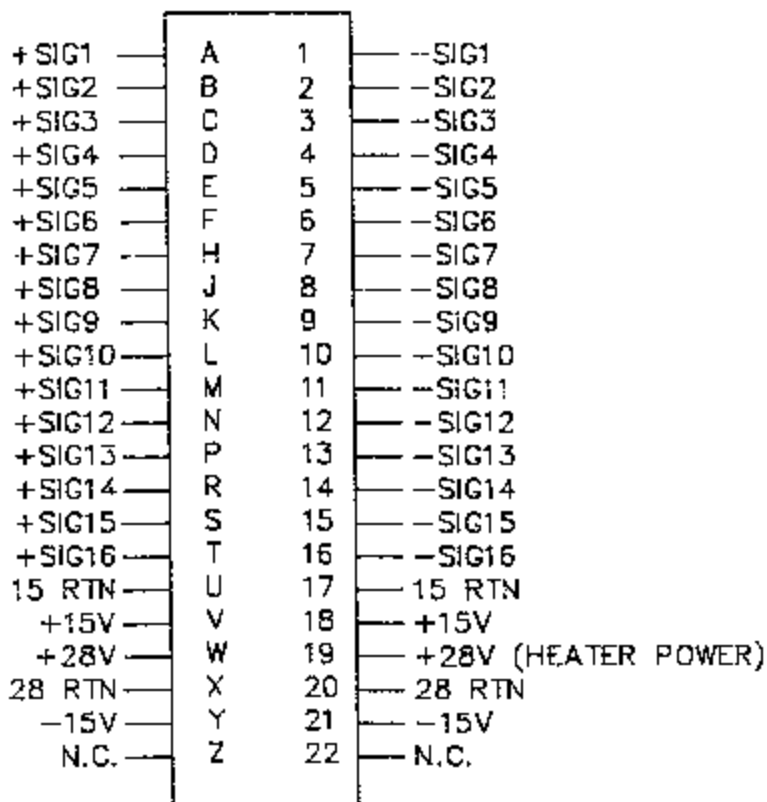 +SIG1 A 1 -SIG1
+SIG2 B 2 -SIG2
+SIG3 C 3 -SIG3
+SIG4 D 4 -SIG4
+SIG5 E 5 -SIG5
+SIG6 F 6 -SIG6
+SIG7 H 7 -SIG7
+SIG8 J 8 -SIG8
+SIG9 K 9 -SIG9
+SIG10 L 10 -SIG10
+SIG11 M 11 -SIG11
+SIG12 N 12 -SIG12
+SIG13 P 13 -SIG13
+SIG14 R 14 -SIG14
+SIG15 S 15 -SIG15
+SIG16 T 16 -SIG16
15 RTN U 17 15 RTN
+15V V 18 +15V
+28V W 19 +28V (HEATER POWER)
28 RTN X 20 28 RTN
-15V Y 21 -15V
N.C. Z 22 N.C.